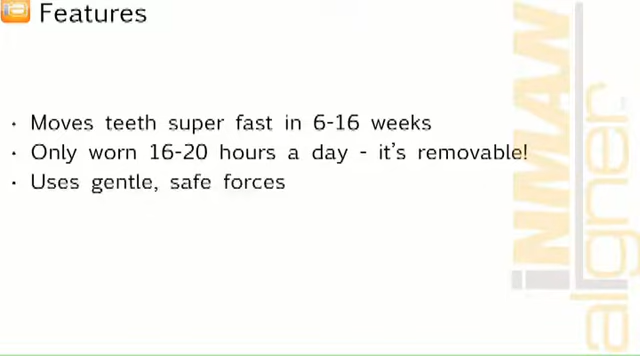 Features
• Moves teeth super fast in 6-16 weeks
• Only worn 16-20 hours a day - it's removable!
• Uses gentle, safe forces
iNMAN
aligner